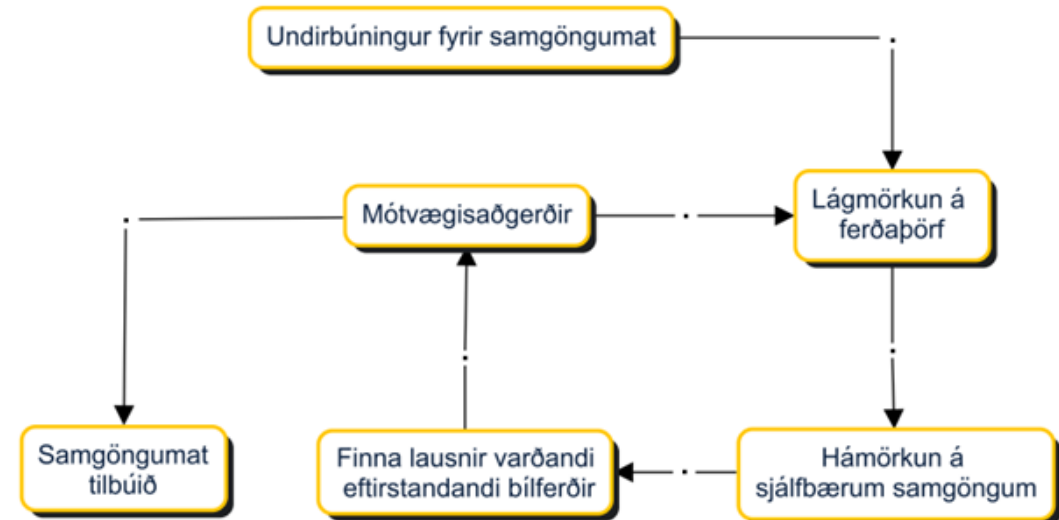 Undirbúningur fyrir samgöngumat
Lágmörkun á
ferðaþörf
Mótvægisaðgerðir
Samgöngumat
tilbúið
Finna lausnir varðandi
eftirstandandi bílferðir
Hámörkun á
sjálfbærum samgöngum